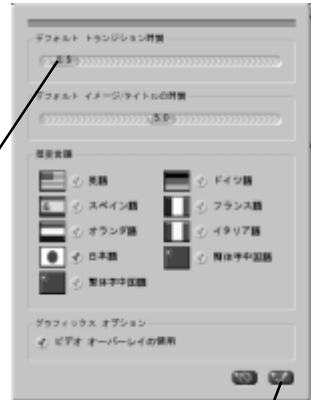 デフォルト トランジション時間
0.5
デフォルト イメージ/タイトルの時間
5.0
推奨言語
英語
ドイツ語
スペイン語
フランス語
オランダ語
イタリア語
日本語
簡体字中国語
繁体字中国語
グラフィックス オプション
ビデオ オーバーレイの使用